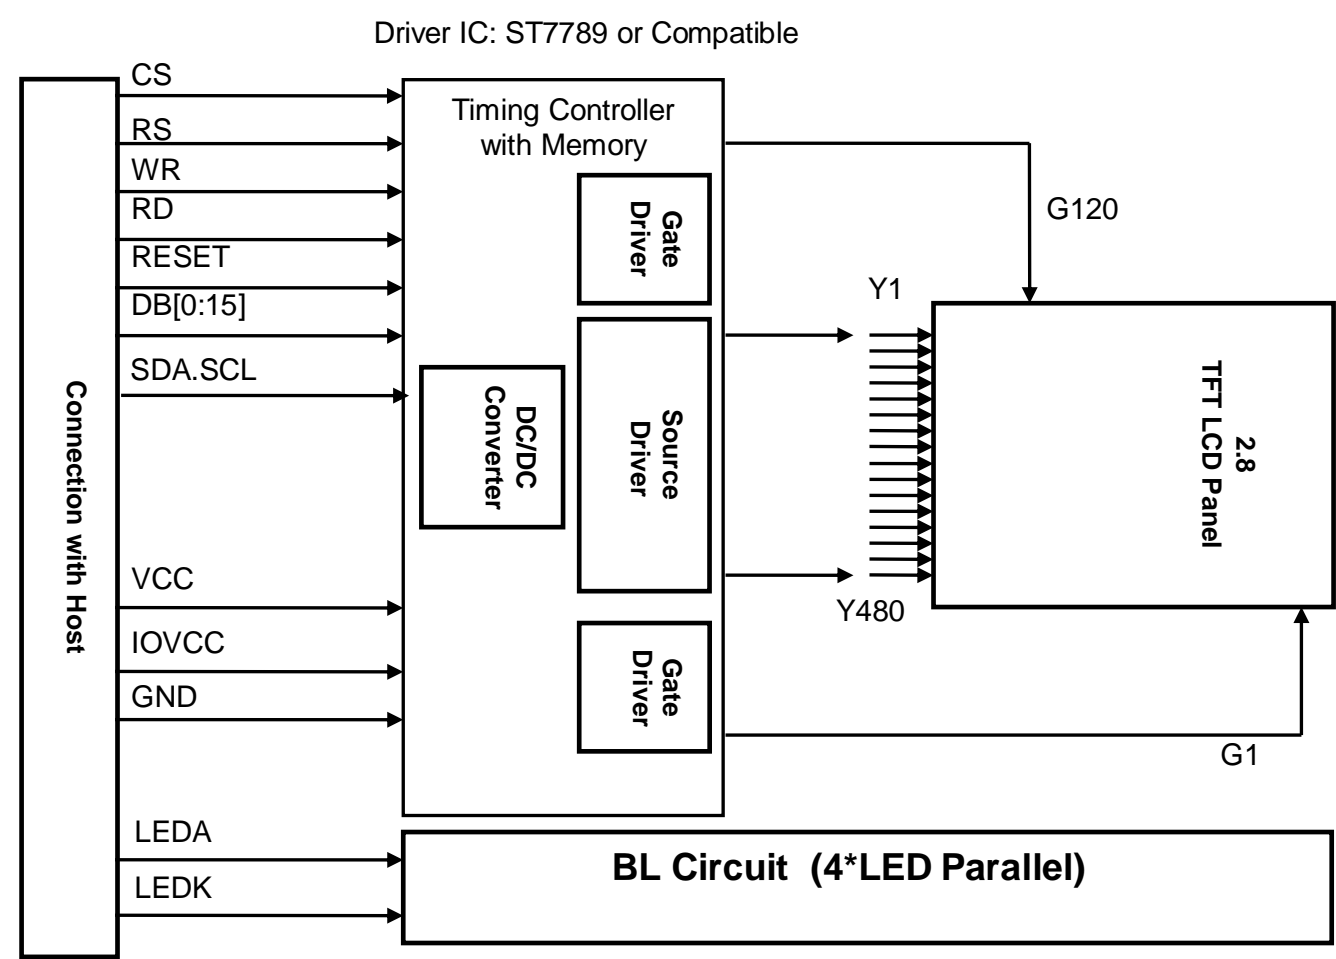 Driver IC: ST7789 or Compatible
CS
RS
WR
RD
RESET
DB[0:15]
SDA.SCL
VCC
IOVCC
GND
LEDA
LEDK
Connection with Host
Timing Controller
with Memory
Gate
Driver
DC/DC
Converter
Source
Driver
Gate
Driver
G120
Y1
Y480
2.8
TFT LCD Panel
G1
BL Circuit (4*LED Parallel)